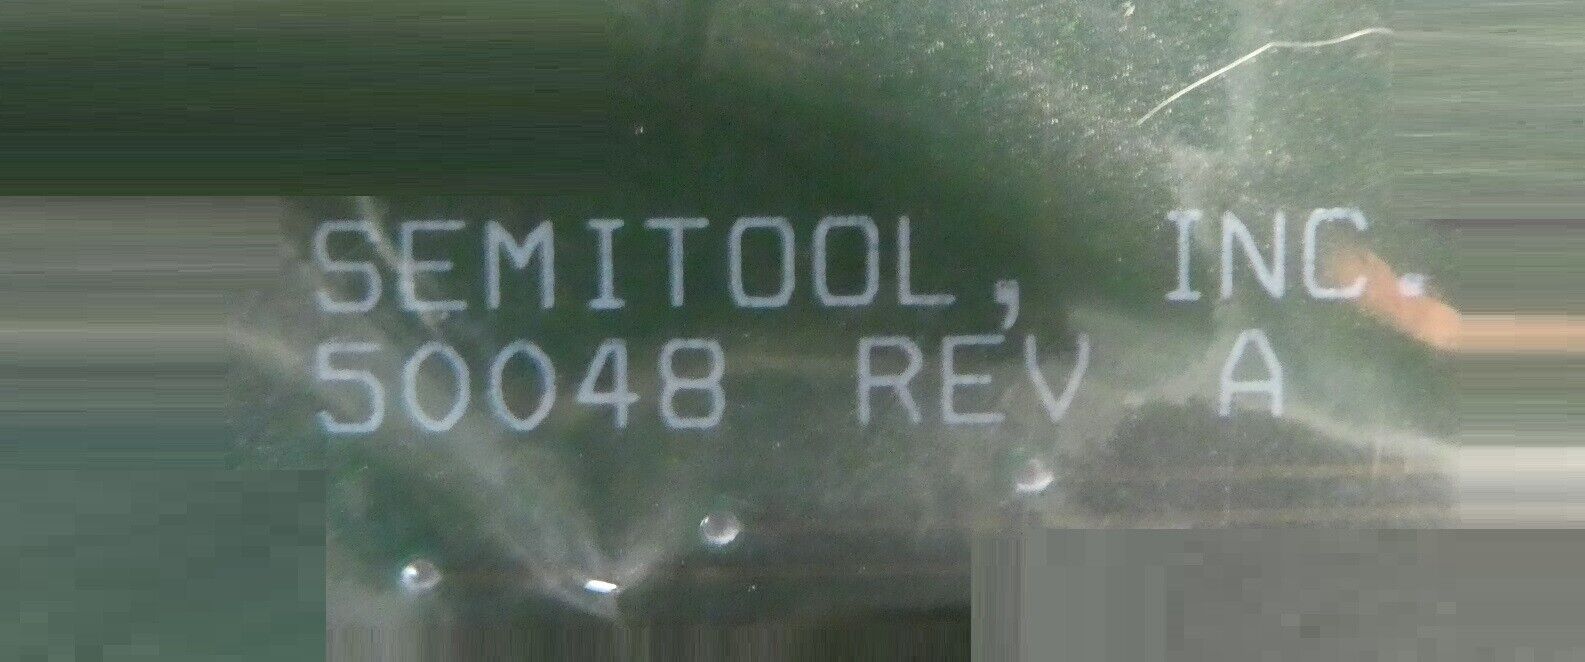 SEMITOOL, INC.
50048 REV A